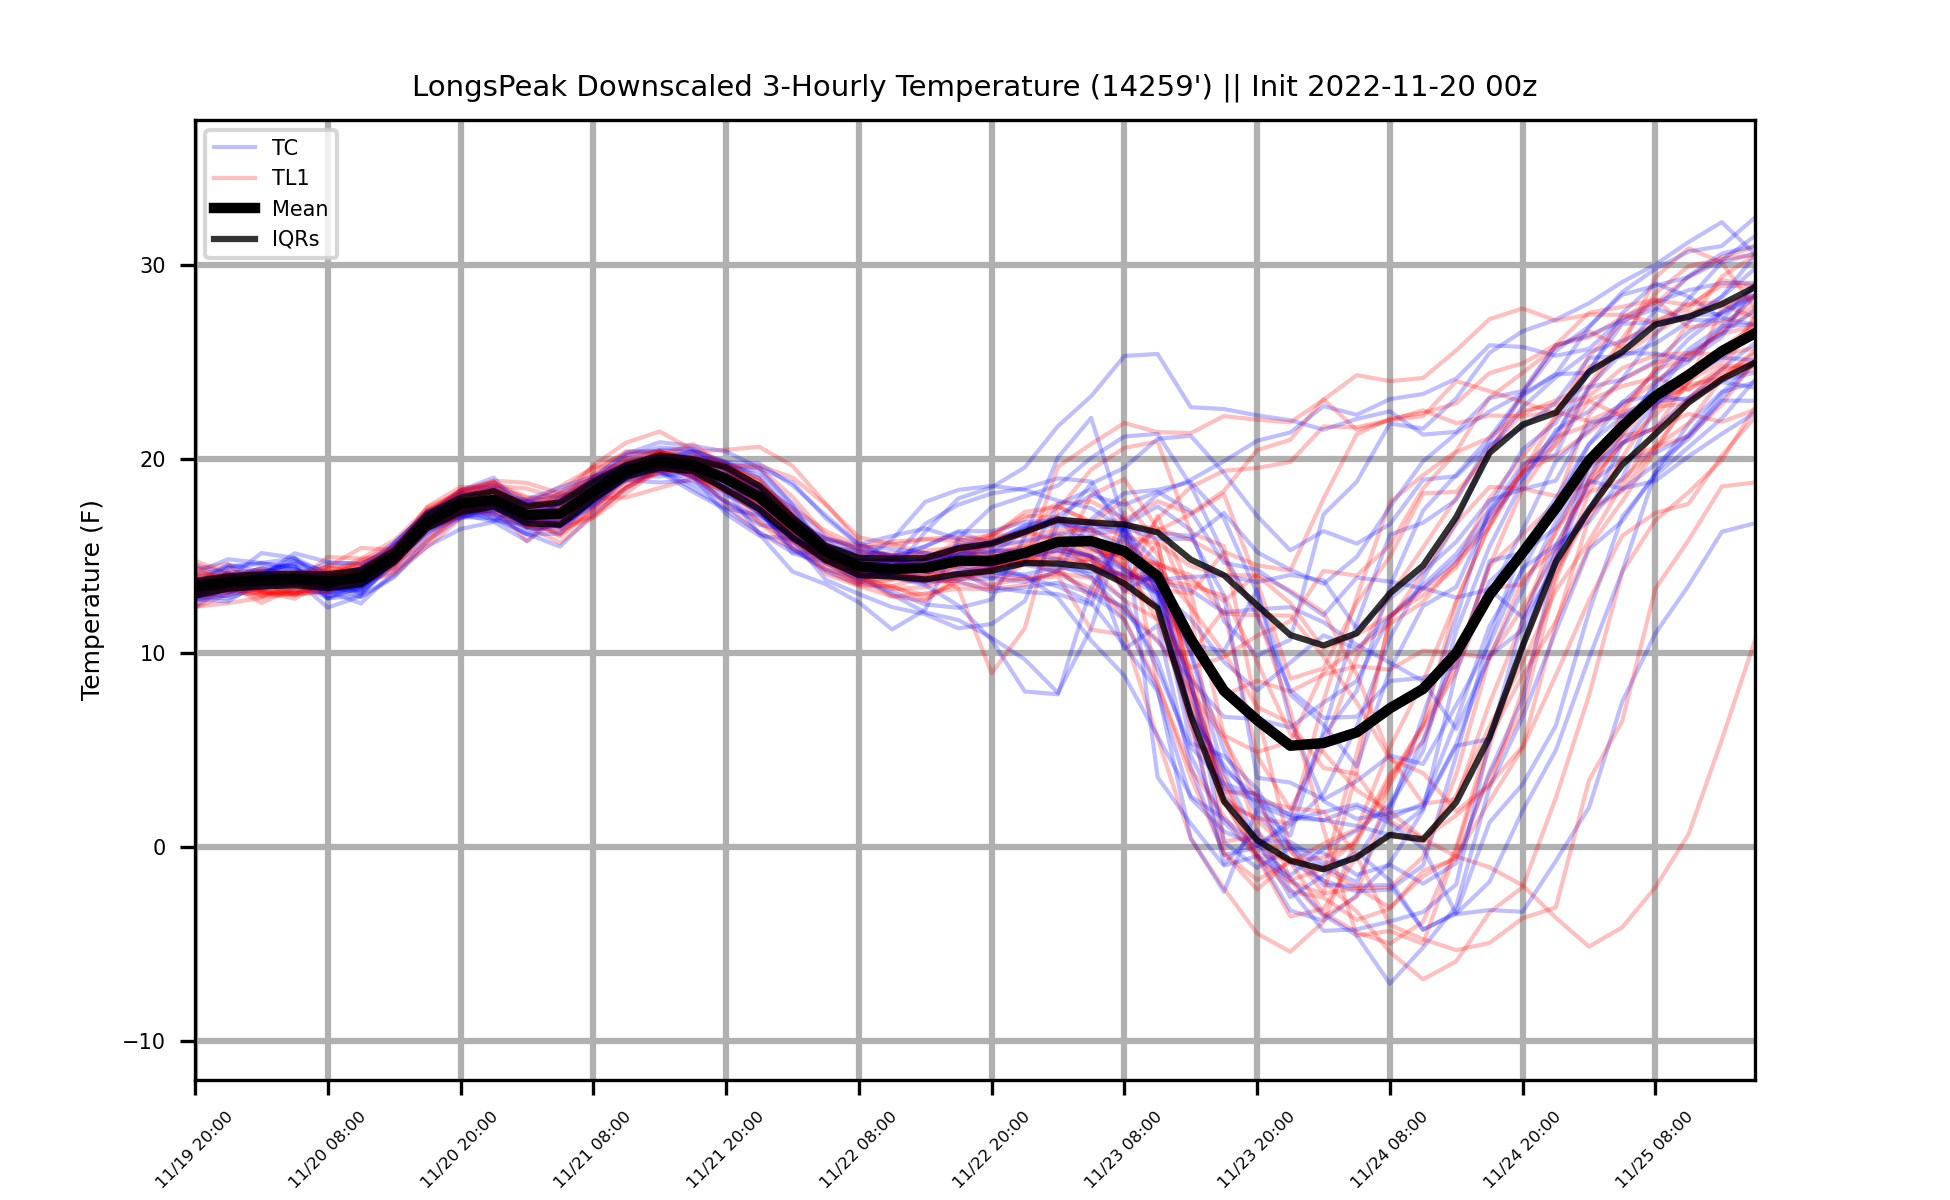 LongsPeak Downscaled 3-Hourly Temperature (14259') || Init 2022-11-20 00z
TC
TL1
Mean
IQRs
Temperature (F)
30
20
10
0
−10
11/19 20:00
11/20 08:00
11/20 20:00
11/21 08:00
11/21 20:00
11/22 08:00
11/22 20:00
11/23 08:00
11/23 20:00
11/24 08:00
11/24 20:00
11/25 08:00